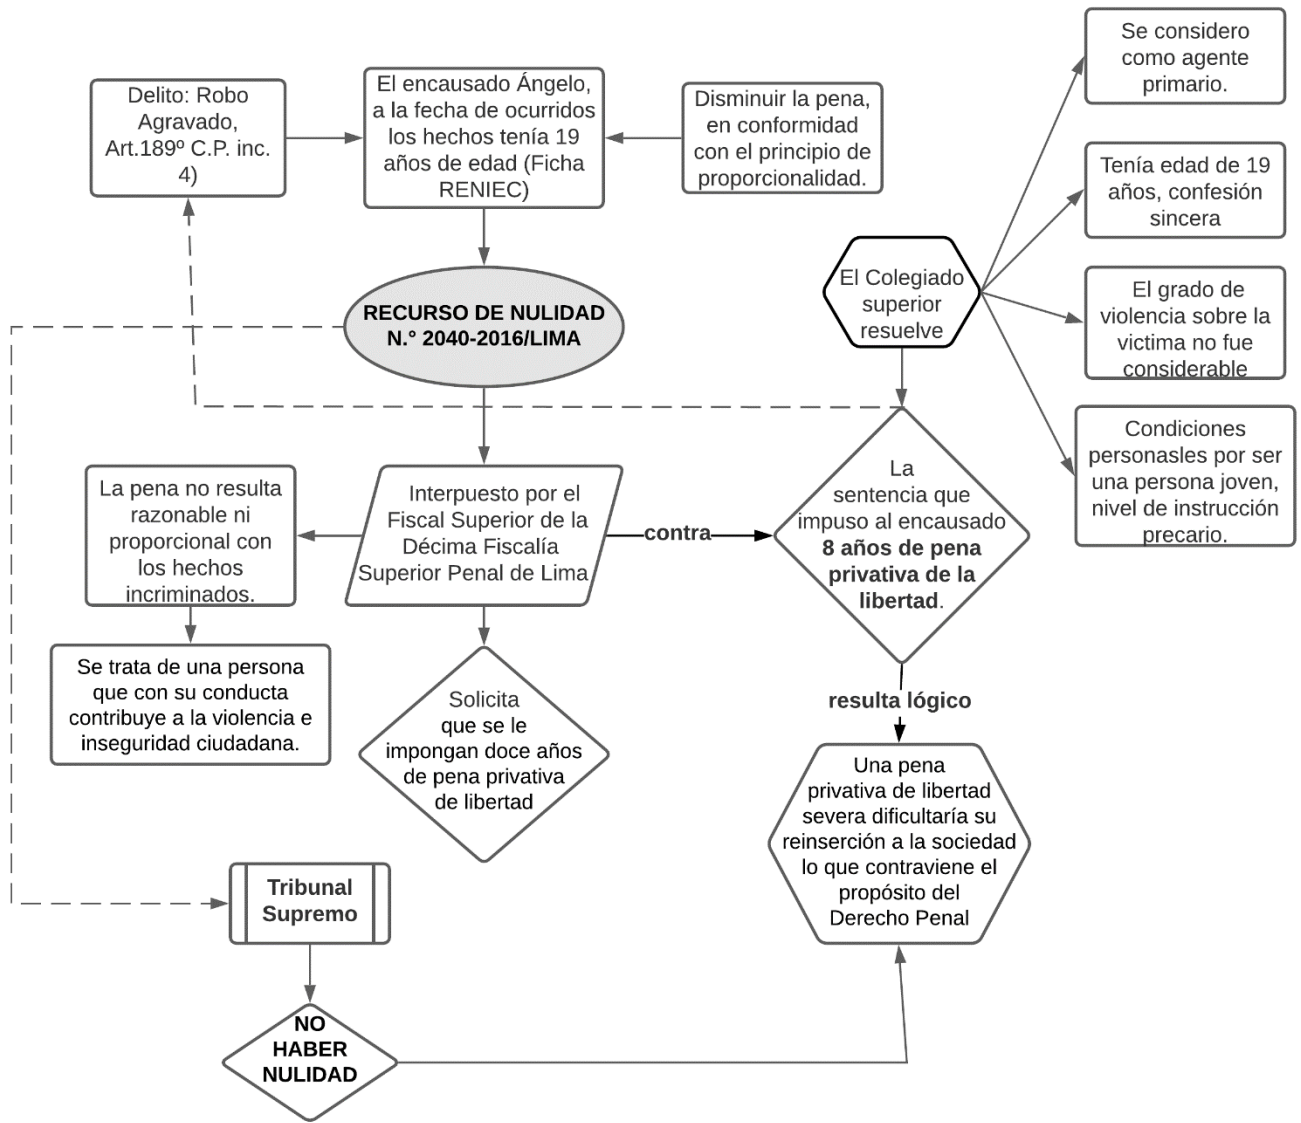 Delito: Robo
Agravado,
Art.189º C.P. inc.
4)
El encausado Ángelo,
a la fecha de ocurridos
los hechos tenía 19
años de edad (Ficha
RENIEC)
Disminuir la pena,
en conformidad
con el principio de
proporcionalidad.
Se considero
como agente
primario.
Tenía edad de 19
años, confesión
sincera
El Colegiado
superior
resuelve
El grado de
violencia sobre la
victima no fue
considerable
RECURSO DE NULIDAD
N.° 2040-2016/LIMA
Condiciones
personasles por ser
una persona joven,
nivel de instrucción
precario.
La pena no resulta
razonable ni
proporcional con
los hechos
incriminados.
Interpuesto por el
Fiscal Superior de la
Décima Fiscalía
Superior Penal de Lima
contra
La
sentencia que
impuso al encausado
8 años de pena
privativa de la
libertad.
Se trata de una persona
que con su conducta
contribuye a la violencia e
inseguridad ciudadana.
Solicita
que se le
impongan doce años
de pena privativa
de libertad
resulta lógico
Una pena
privativa de libertad
severa dificultaría su
reinserción a la sociedad
lo que contraviene el
propósito del
Derecho Penal
Tribunal
Supremo
NO
HABER
NULIDAD